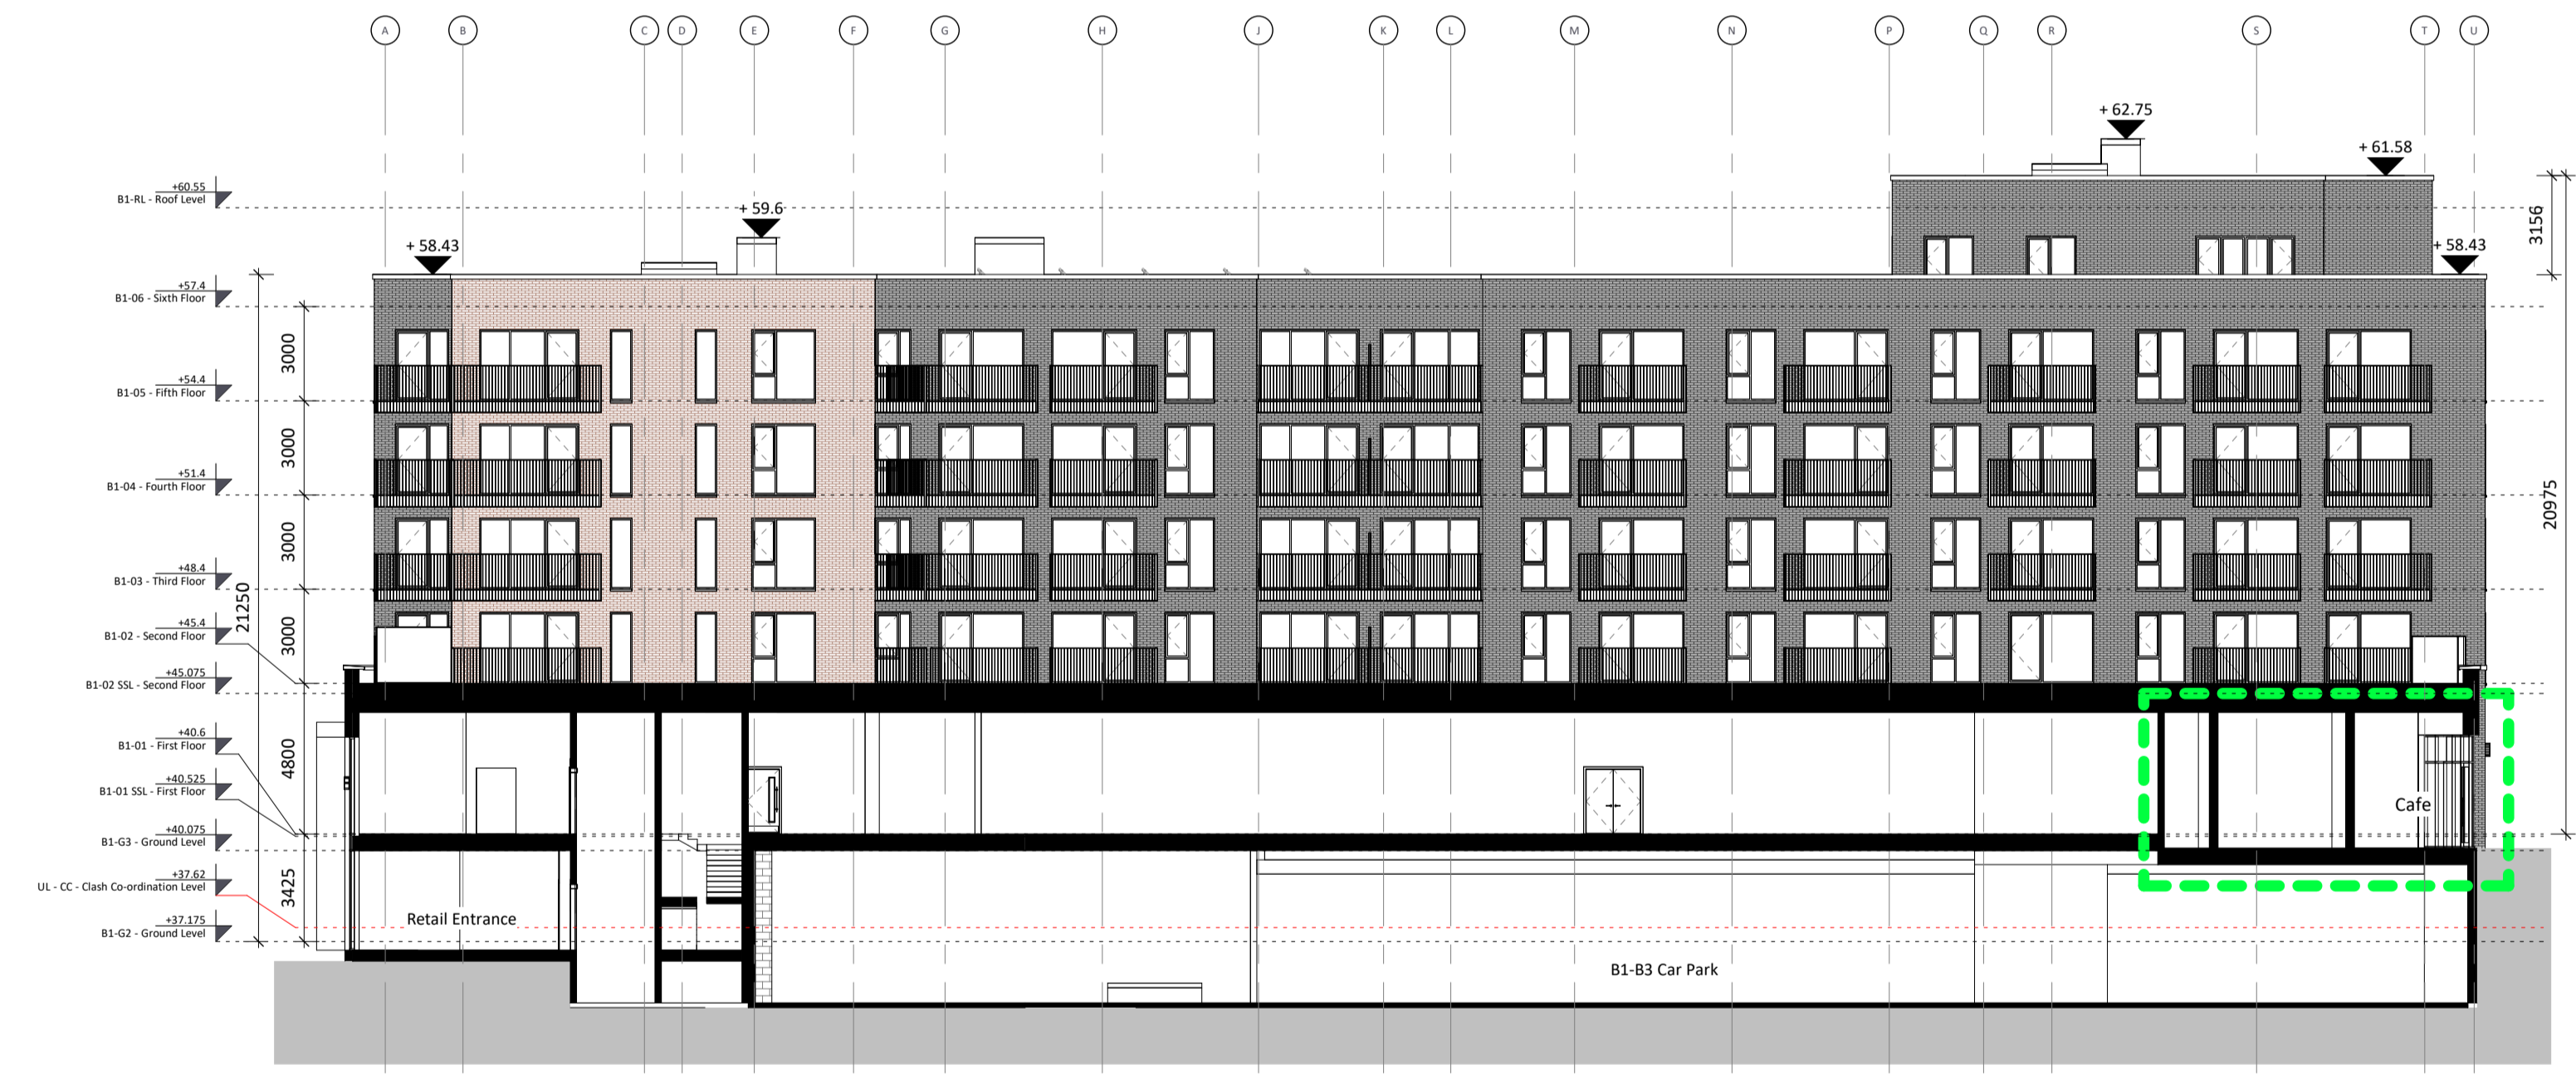 A B C D E F G H J K L M N P Q R S T U
+ 62.75
+ 61.58
+60.55
B1-RL - Roof Level
+ 59.6
+ 58.43
+ 58.43
3156
+57.4
B1-06 - Sixth Floor
3000
+54.4
B1-05 - Fifth Floor
3000
+51.4
B1-04 - Fourth Floor
20975
3000
+48.4
B1-03 - Third Floor
21250
3000
+45.4
B1-02 - Second Floor
+45.075
B1-02 SSL - Second Floor
+40.6
B1-01 - First Floor
4800
+40.525
B1-01 SSL - First Floor
Cafe
+40.075
B1-G3 - Ground Level
+37.62
UL - CC - Clash Co-ordination Level
3425
Retail Entrance
+37.175
B1-G2 - Ground Level
B1-B3 Car Park